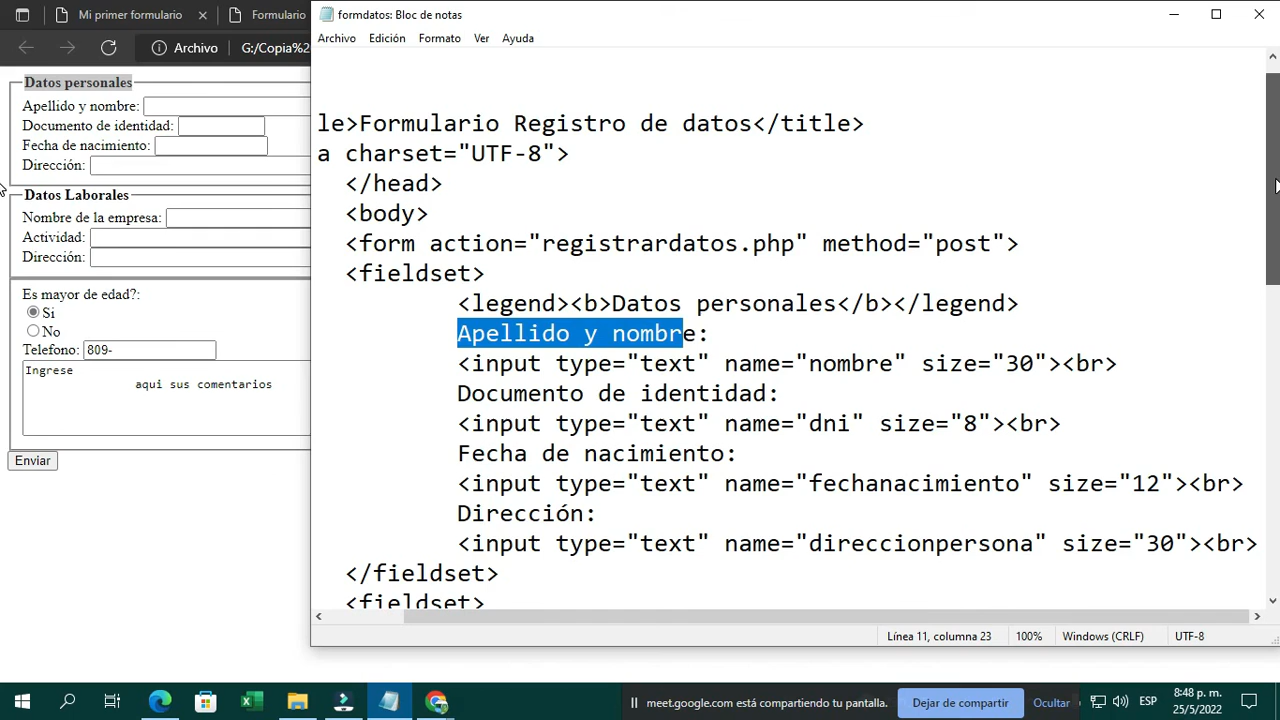 Mi primer formulario
Formulario
Archivo
G:/Copia%2
Datos personales
Apellido y nombre:
Documento de identidad:
Fecha de nacimiento:
Dirección:
Datos Laborales
Nombre de la empresa:
Actividad:
Dirección:
Es mayor de edad?:
Si
No
Telefono: 809-
Ingrese
aqui sus comentarios
Enviar
formdatos: Bloc de notas
Archivo Edición Formato Ver Ayuda
le>Formulario Registro de datos</title>
a charset="UTF-8">
</head>
<body>
<form action="registrardatos.php" method="post">
<fieldset>
<legend><b>Datos personales</b></legend>
Apellido y nombre:
<input type="text" name="nombre" size="30"><br>
Documento de identidad:
<input type="text" name="dni" size="8"><br>
Fecha de nacimiento:
<input type="text" name="fechanacimiento" size="12"><br>
Dirección:
<input type="text" name="direccionpersona" size="30"><br>
</fieldset>
<fieldset>
Línea 11, columna 23 100% Windows (CRLF) UTF-8
meet.google.com está compartiendo tu pantalla. Dejar de compartir Ocultar
ESP
8:48 p. m.
25/5/2022